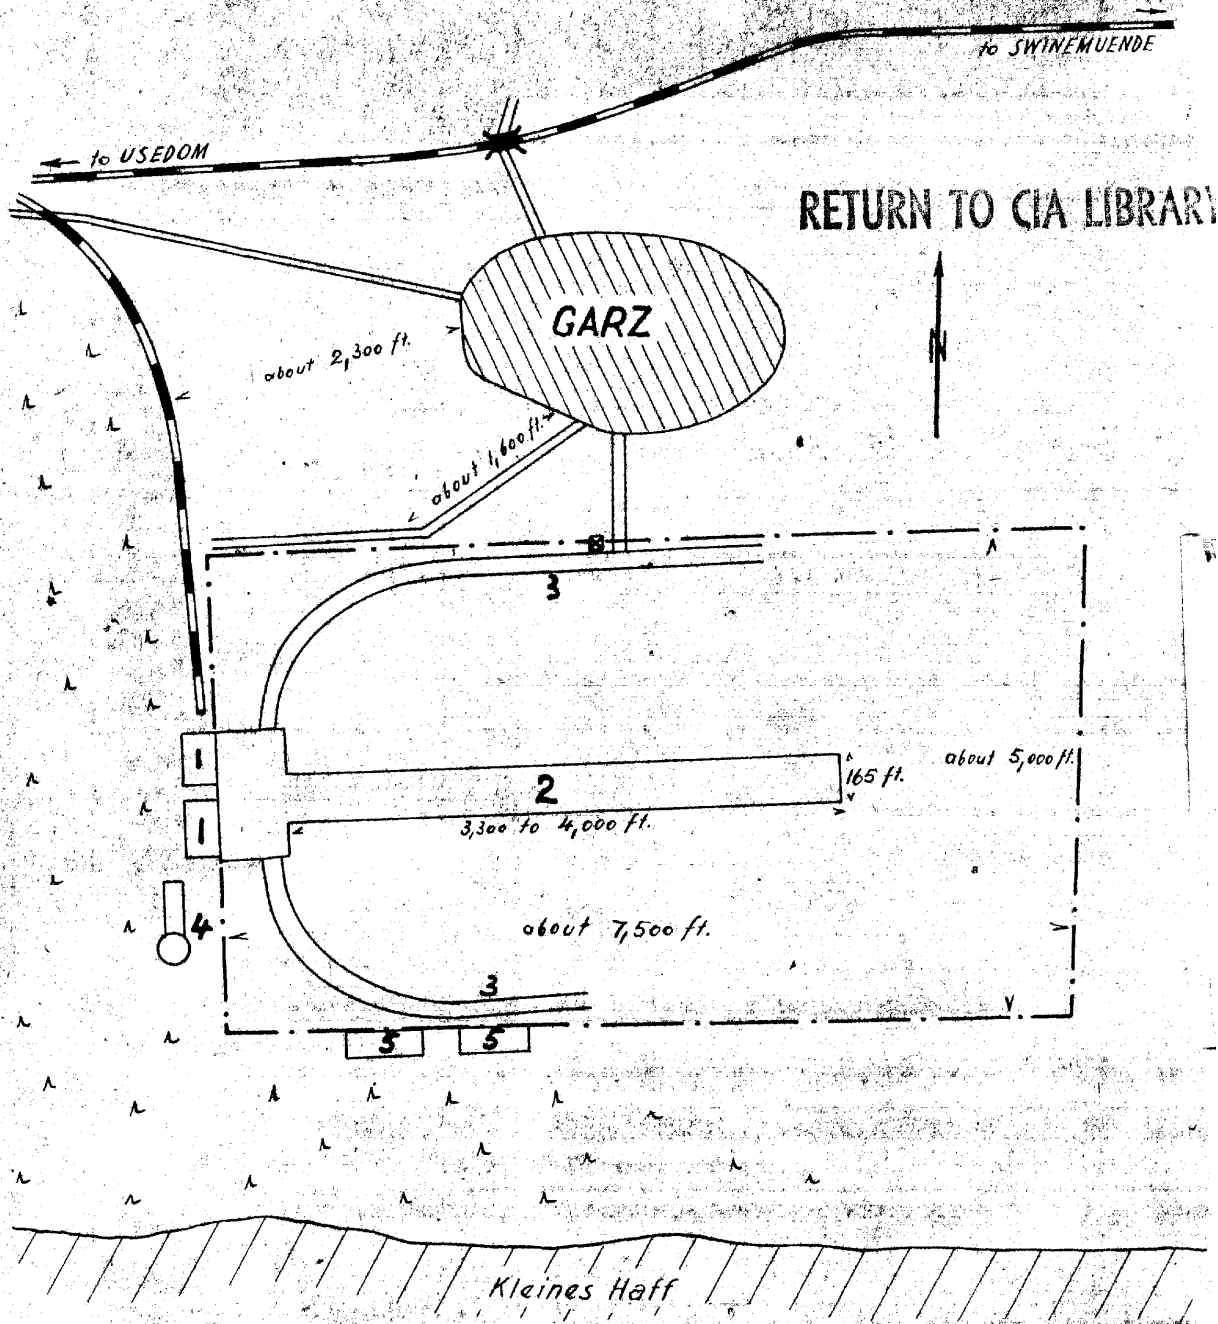 to SWINEMUENDE
to USEDOM
RETURN TO CIA LIBRARY
N
GARZ
about 2,300 ft.
about 1,600 ft.
3
1
2
165 ft.
about 5,000 ft.
1
3,300 to 4,000 ft.
4
about 7,500 ft.
3
5
5
Kleines Haff